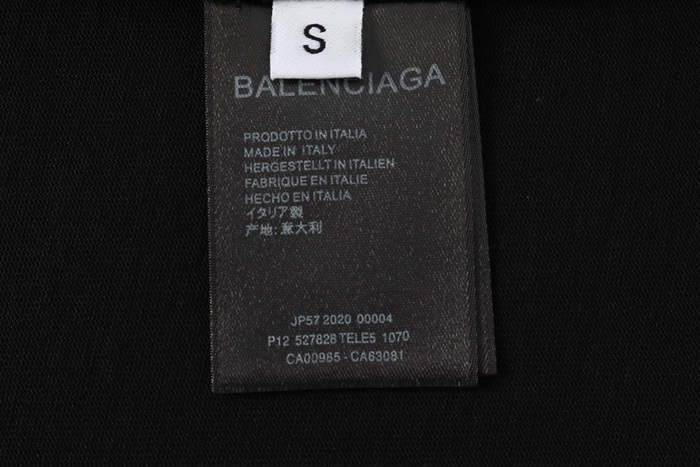 S
BALENCIAGA
PRODOTTO IN ITALIA
MADE IN ITALY
HERGESTELLT IN ITALIEN
FABRIQUE EN ITALIE
HECHO EN ITALIA
イタリア製
产地:意大利
JP57 2020 00004
P12 527828 TELE5 1070
CA00985-CA63081